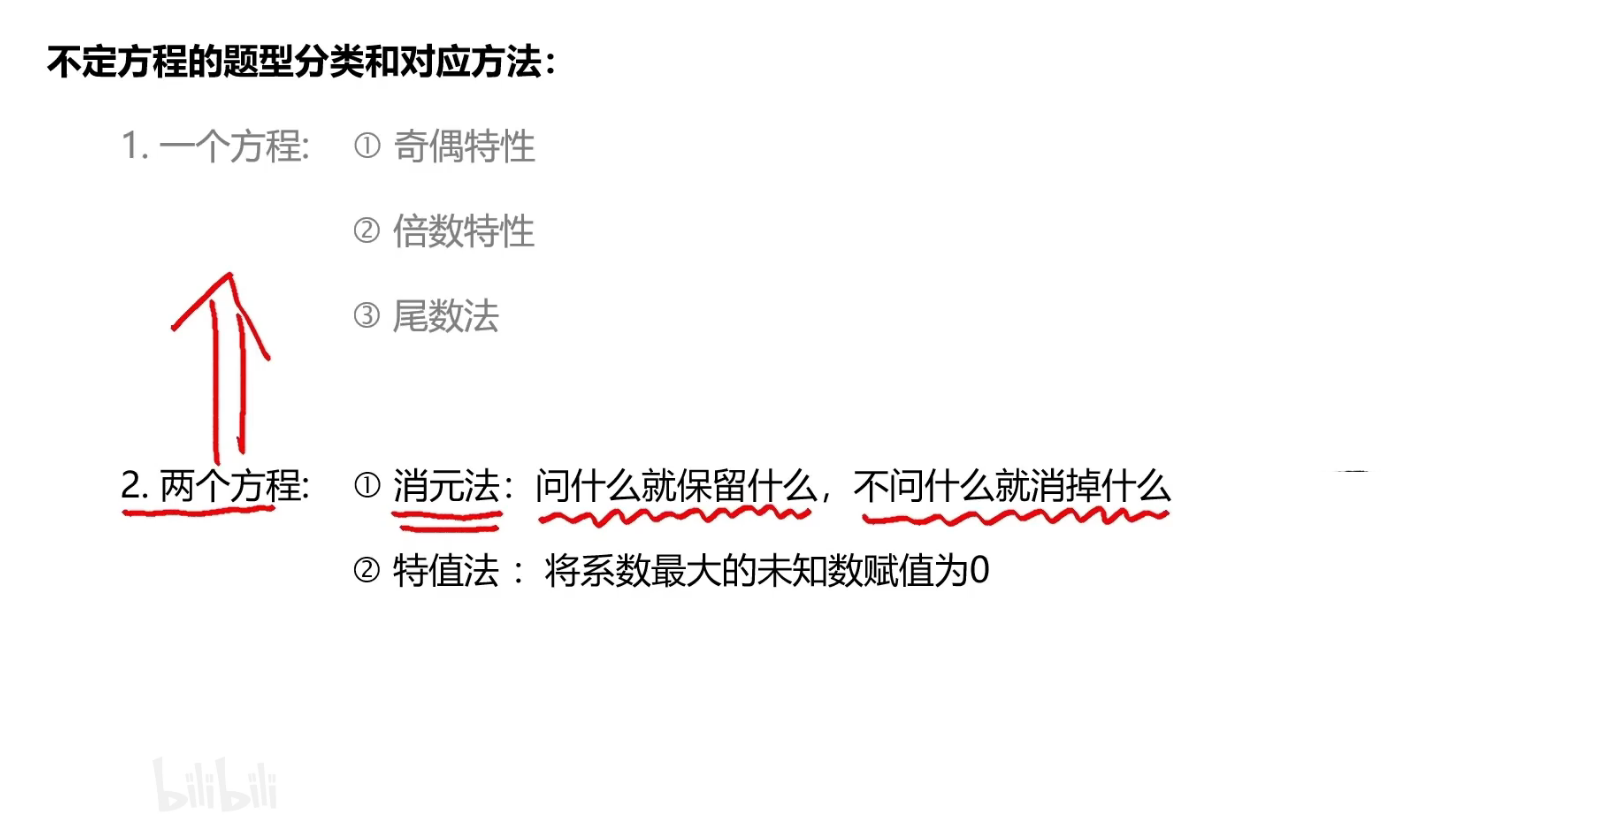 不定方程的题型分类和对应方法：
1. 一个方程: ① 奇偶特性
② 倍数特性
③ 尾数法
2. 两个方程: ① 消元法：问什么就保留什么，不问什么就消掉什么
② 特值法 ：将系数最大的未知数赋值为0
bilibili